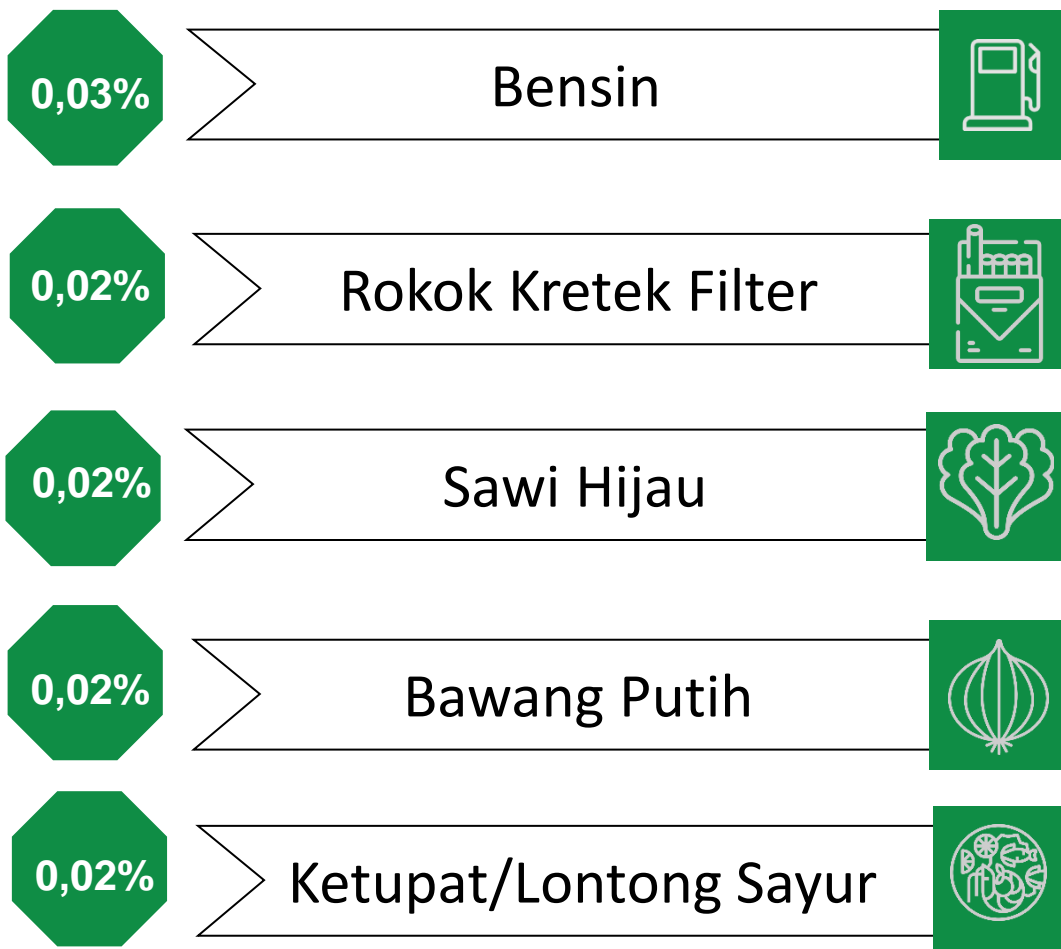 0,03% Bensin
0,02% Rokok Kretek Filter
0,02% Sawi Hijau
0,02% Bawang Putih
0,02% Ketupat/Lontong Sayur